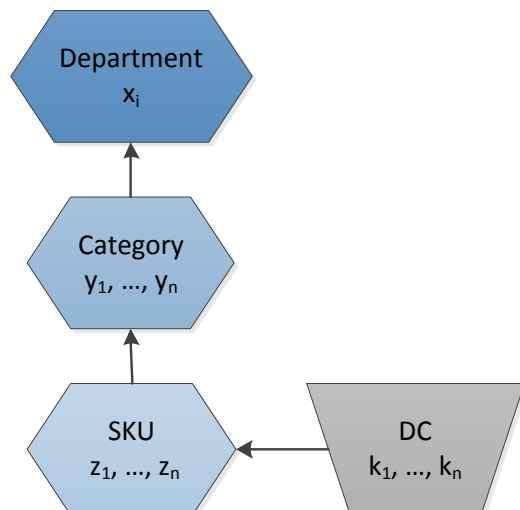 Department
xᵢ
Category
y₁, ..., yₙ
SKU
z₁, ..., zₙ
DC
k₁, ..., kₙ